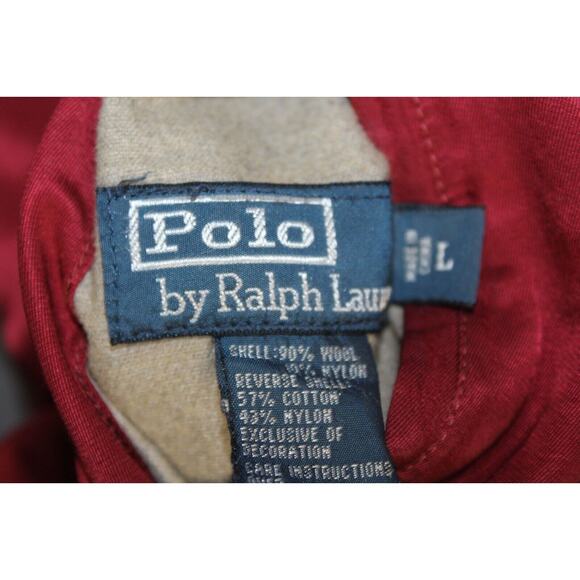 Polo
by Ralph Laur
MADE IN
CHINA
L
SHELL:90% WOOL
10% NYLON
REVERSE SHELL:
57% COTTON
43% NYLON
EXCLUSIVE OF
DECORATION
CARE INSTRUCTIONS